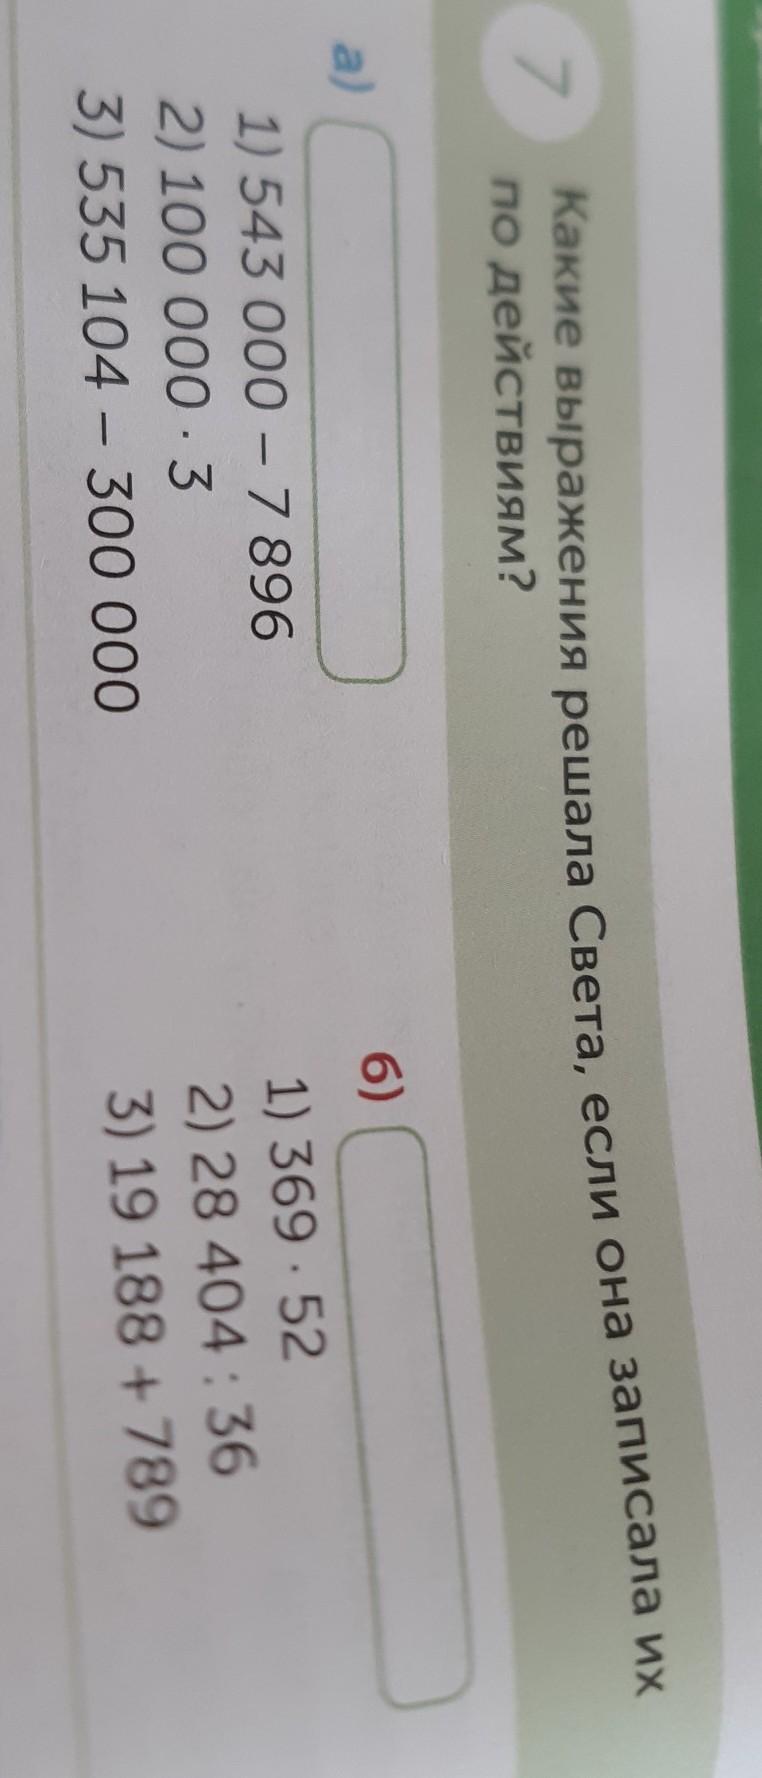 7 Какие выражения решала Света, если она записала их
по действиям?
а)
1) 543 000 – 7 896
2) 100 000 · 3
3) 535 104 – 300 000
б)
1) 369 · 52
2) 28 404 : 36
3) 19 188 + 789